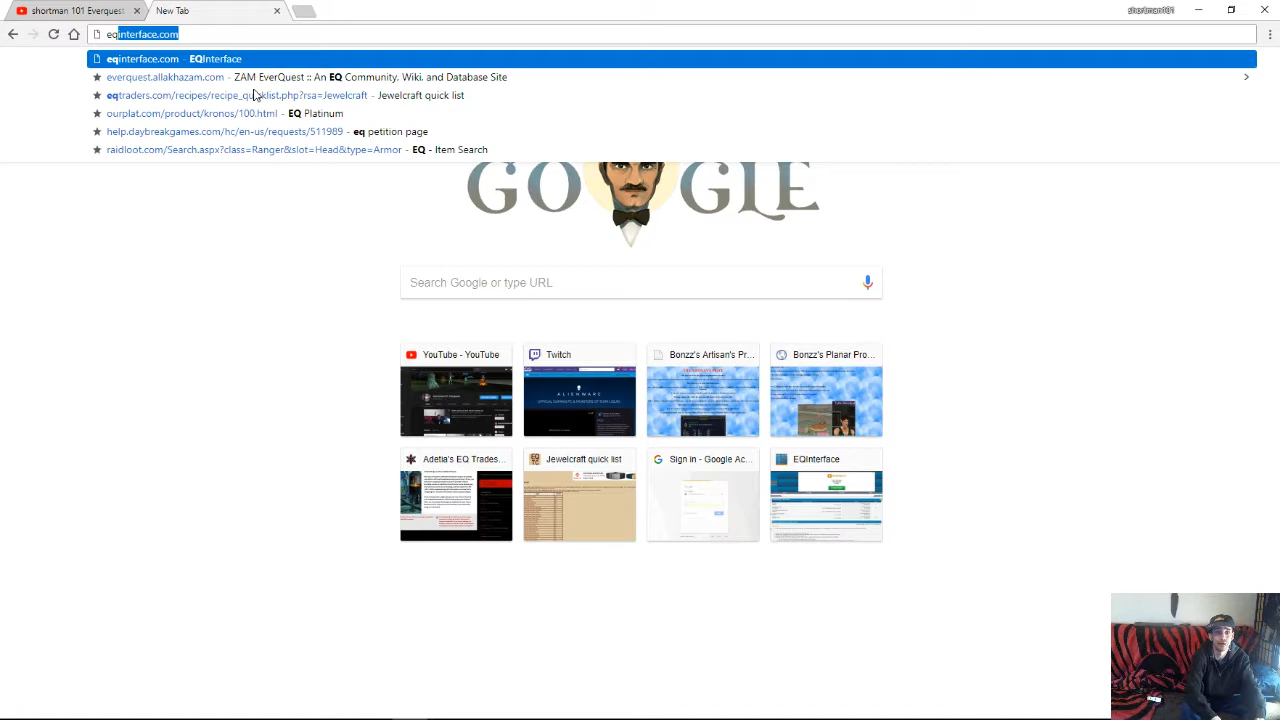 shortman 101 Everquest
New Tab
shortman101
eqinterface.com
eqinterface.com - EQInterface
everquest.allakhazam.com - ZAM EverQuest :: An EQ Community, Wiki, and Database Site
eqtraders.com/recipes/recipe_quicklist.php?rsa=Jewelcraft - Jewelcraft quick list
ourplat.com/product/kronos/100.html - EQ Platinum
help.daybreakgames.com/hc/en-us/requests/511989 - eq petition page
raidloot.com/Search.aspx?class=Ranger&slot=Head&type=Armor - EQ - Item Search
GOOGLE
Search Google or type URL
YouTube - YouTube
Twitch
Bonzz's Artisan's Pr...
Bonzz's Planar Pro...
ALIENWARE
Adetia's EQ Trades...
Jewelcraft quick list
Sign in - Google Ac...
EQInterface